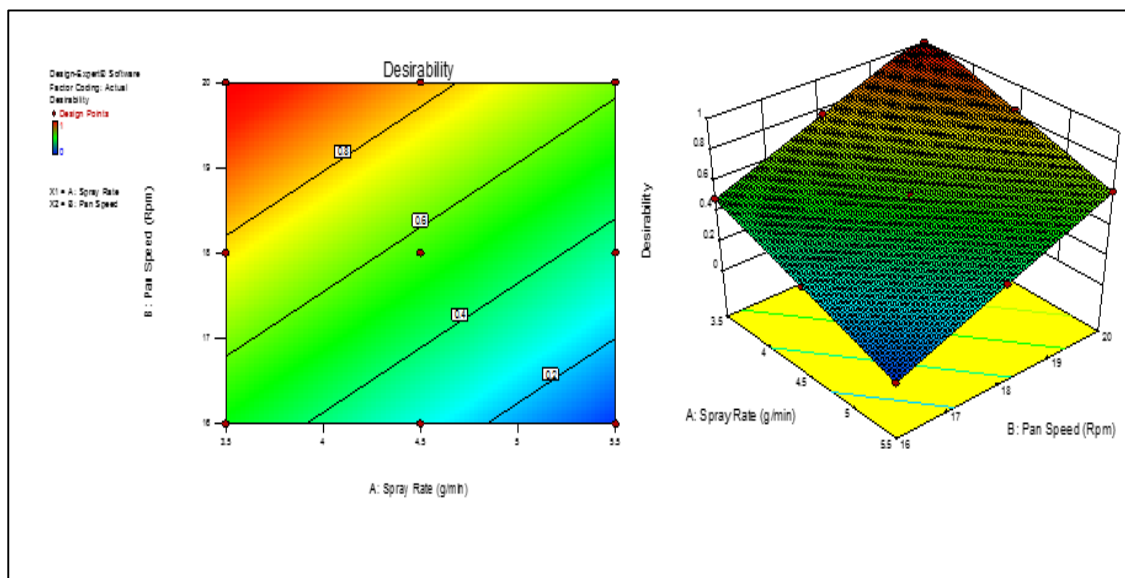 Design-Expert® Software
Factor Coding: Actual
Desirability
Design Points
1
0
X1 = A: Spray Rate
X2 = B: Pan Speed
Desirability
20
19
18
17
16
B: Pan Speed (Rpm)
0.8
0.6
0.4
0.2
3.5
4
4.5
5
5.5
A: Spray Rate (g/min)
1
0.8
0.6
0.4
0.2
0
Desirability
3.5
4
4.5
5
5.5
A: Spray Rate (g/min)
16
17
18
19
20
B: Pan Speed (Rpm)